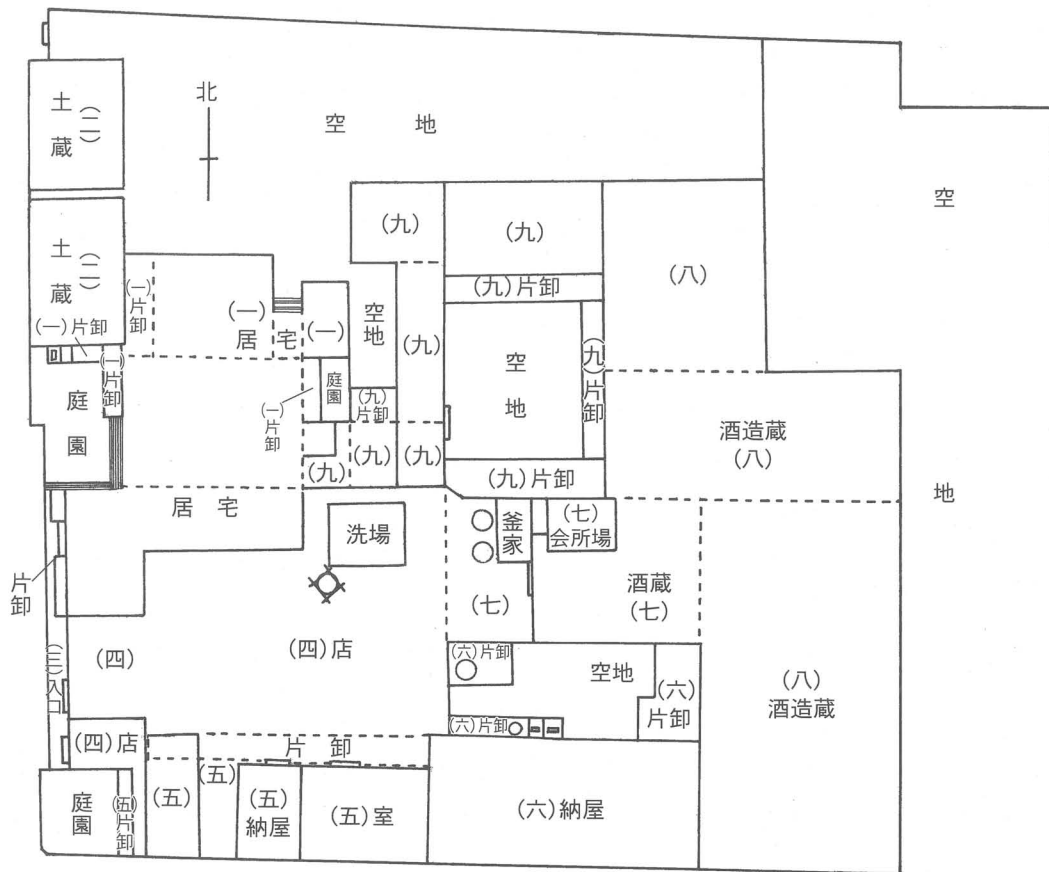 北
空地
土蔵
(二)
空地
土蔵
(二)
(九)
(九)
(八)
(九)片卸
(一)片卸
(一)片卸
(一)居宅
(一)
空地
(九)
空地
(九)片卸
(一)片卸
庭園
(一)片卸
庭園
(九)片卸
酒造蔵
(八)
(九)
(九)
(九)
(九)片卸
居宅
洗場
釜家
(七)
会所場
片卸
酒蔵
(七)
(七)
(三)入口
(四)
(四)店
(六)片卸
空地
(六)
片卸
(八)
酒造蔵
(六)片卸
(四)店
片卸
庭園
(五)片卸
(五)
(五)
(五)
納屋
(五)室
(六)納屋